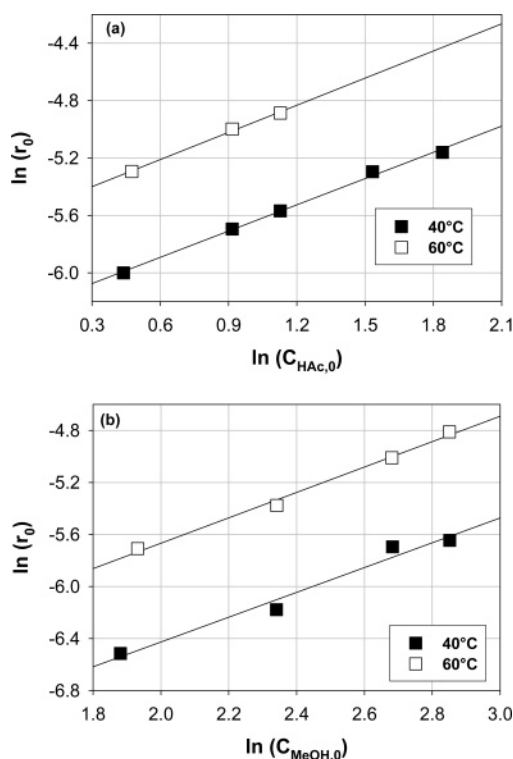 (a)
ln (r0)
-4.4
-4.8
-5.2
-5.6
-6.0
40°C
60°C
0.3 0.6 0.9 1.2 1.5 1.8 2.1
ln (CHAc,0)
(b)
ln (r0)
-4.8
-5.2
-5.6
-6.0
-6.4
-6.8
40°C
60°C
1.8 2.0 2.2 2.4 2.6 2.8 3.0
ln (CMeOH,0)